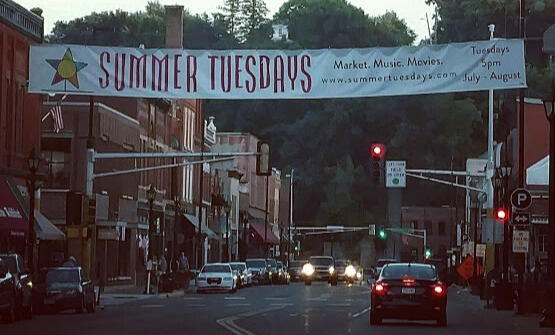 SUMMER TUESDAYS
Market. Music. Movies.
www.summertuesdays.com
Tuesdays
5pm
July - August
P